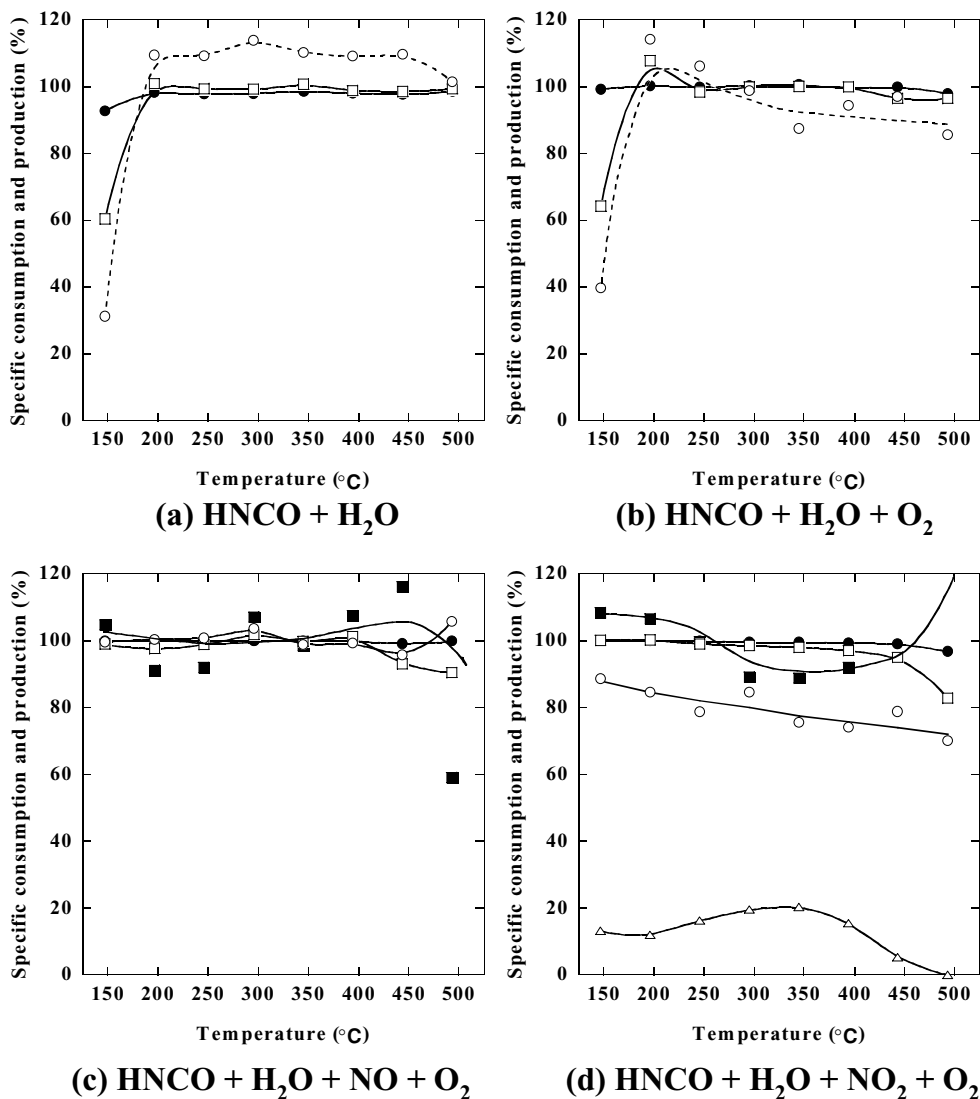 Specific consumption and production (%)
120
100
80
60
40
20
0
150 200 250 300 350 400 450 500
Temperature (°C)
(a) HNCO + H₂O
Specific consumption and production (%)
120
100
80
60
40
20
0
150 200 250 300 350 400 450 500
Temperature (°C)
(b) HNCO + H₂O + O₂
Specific consumption and production (%)
120
100
80
60
40
20
0
150 200 250 300 350 400 450 500
Temperature (°C)
(c) HNCO + H₂O + NO + O₂
Specific consumption and production (%)
120
100
80
60
40
20
0
150 200 250 300 350 400 450 500
Temperature (°C)
(d) HNCO + H₂O + NO₂ + O₂